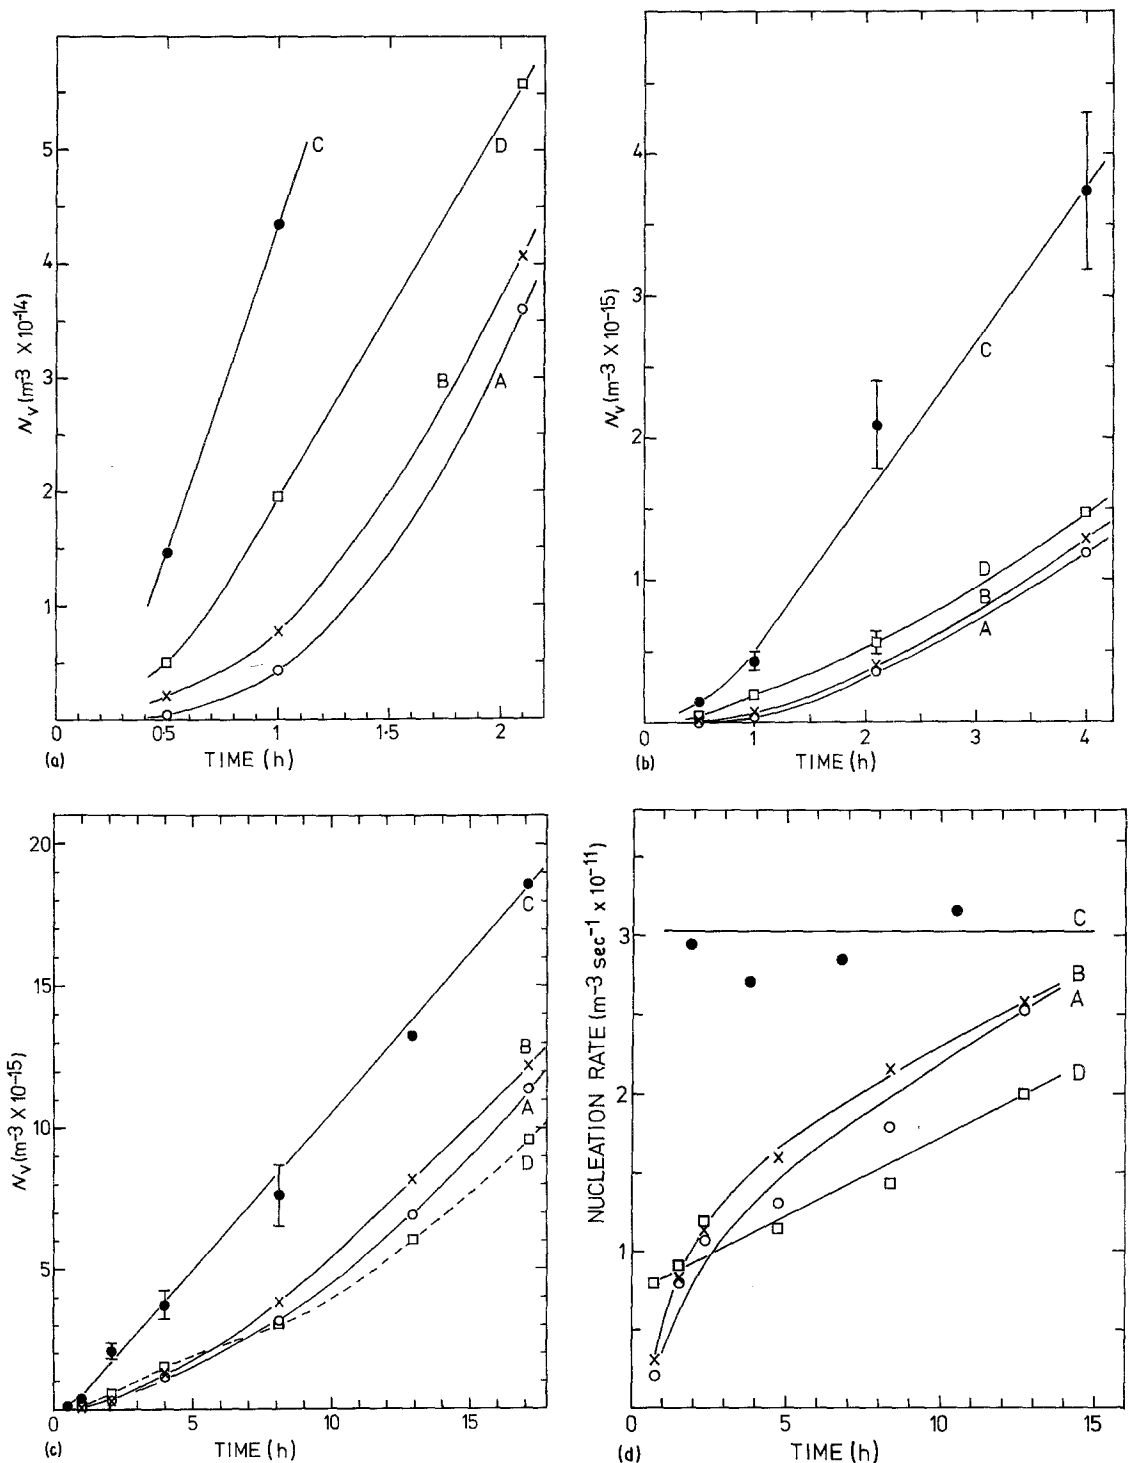 5
4
3
2
1
0·5
1
1·5
2
N_v (m⁻³ × 10⁻¹⁴)
C
D
B
A
(a)
TIME (h)
4
3
2
1
0
1
2
3
4
N_v (m⁻³ × 10⁻¹⁵)
C
D
B
A
(b)
TIME (h)
20
15
10
5
0
5
10
15
N_v (m⁻³ × 10⁻¹⁵)
C
B
A
D
(c)
TIME (h)
3
2
1
0
5
10
15
NUCLEATION RATE (m⁻³ sec⁻¹ × 10⁻¹¹)
C
B
A
D
(d)
TIME (h)